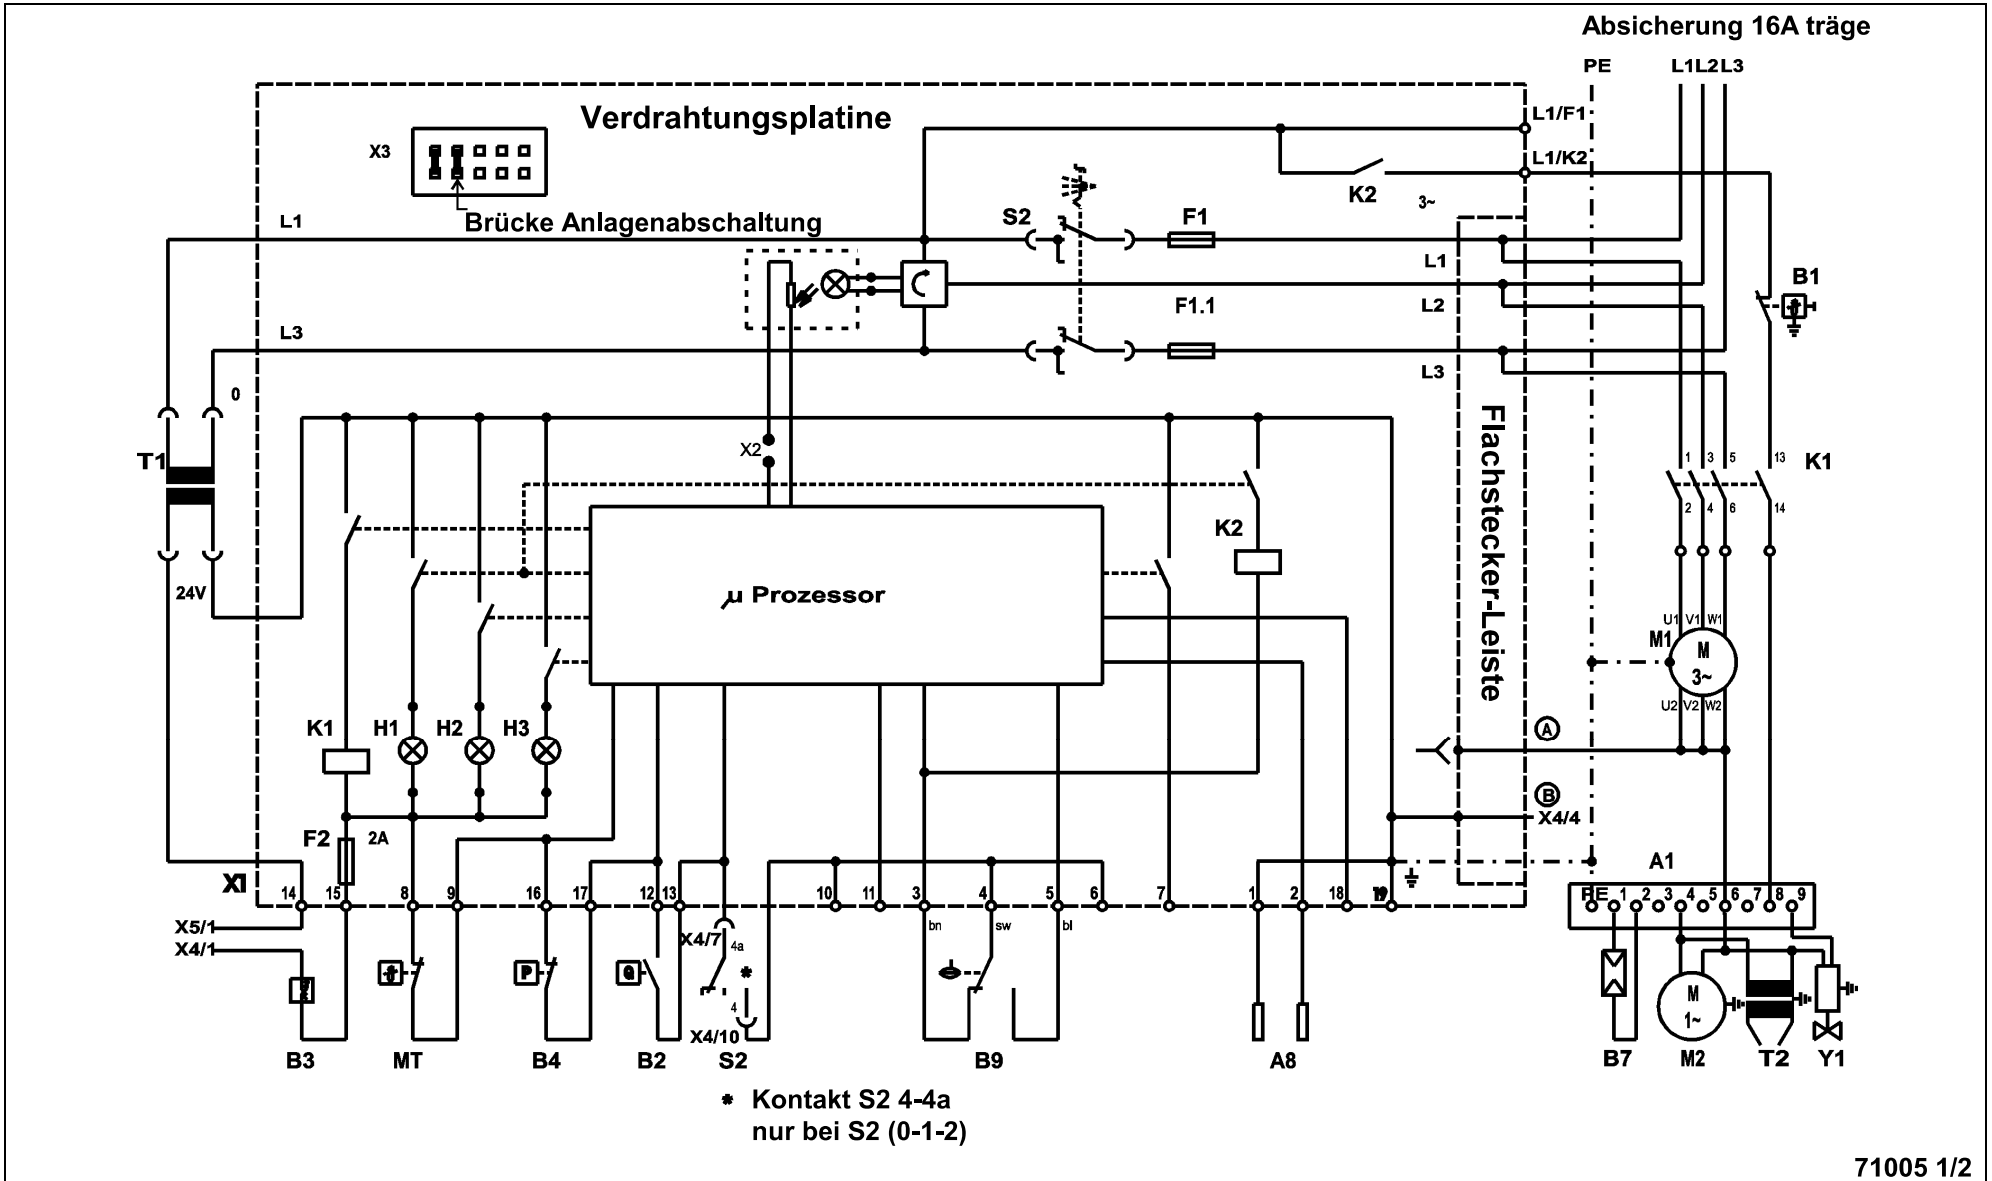 Absicherung 16A träge
PE L1 L2 L3
Verdrahtungsplatine
L1/F1
X3
L1/K2
K2
3~
Brücke Anlagenabschaltung
L1
S2
F1
L1
B1
F1.1
L2
L3
L3
0
Flachstecker-Leiste
X2
T1
1 3 5 13
K1
2 4 6 14
K2
24V
µ Prozessor
U1 V1 W1
M1
M
3~
U2 V2 W2
K1 H1 H2 H3
A
B
X4/4
F2
2A
A1
X1
14 15 8 9 16 17 12 13 10 11 3 4 5 6 7 1 2 18
PE 1 2 3 4 5 6 7 8 9
X5/1
X4/1
X4/7
4a
bn sw bl
P
Q
*
4
M
1~
X4/10
B3 MT B4 B2 S2 B9 A8 B7 M2 T2 Y1
* Kontakt S2 4-4a
nur bei S2 (0-1-2)
71005 1/2